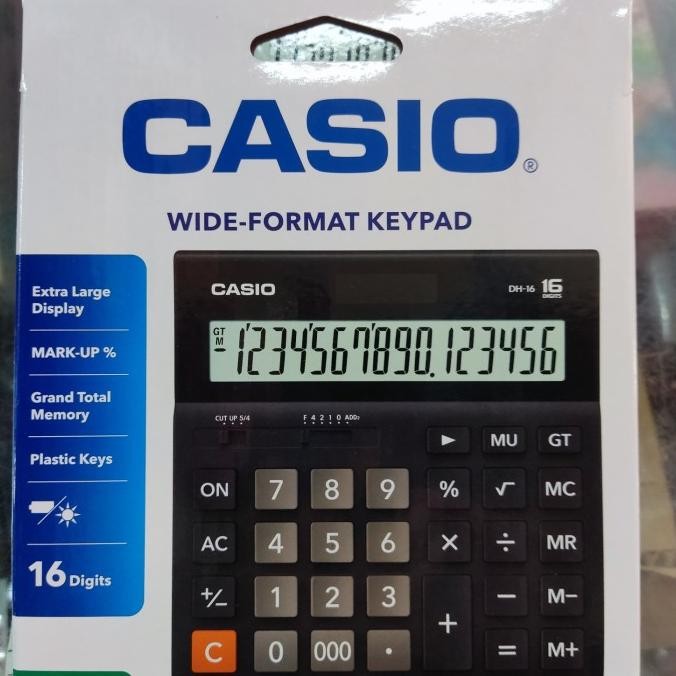 CASIO®
WIDE-FORMAT KEYPAD
Extra Large
Display
MARK-UP %
Grand Total
Memory
Plastic Keys
16 Digits
CASIO
DH-16 16
DIGITS
GT
M
- 1'234'567'890.123456
CUT UP 5/4
F 4 2 1 0 ADD₂
► MU GT
ON 7 8 9 % √ MC
AC 4 5 6 × ÷ MR
+/− 1 2 3 + − M−
C 0 000 · = M+